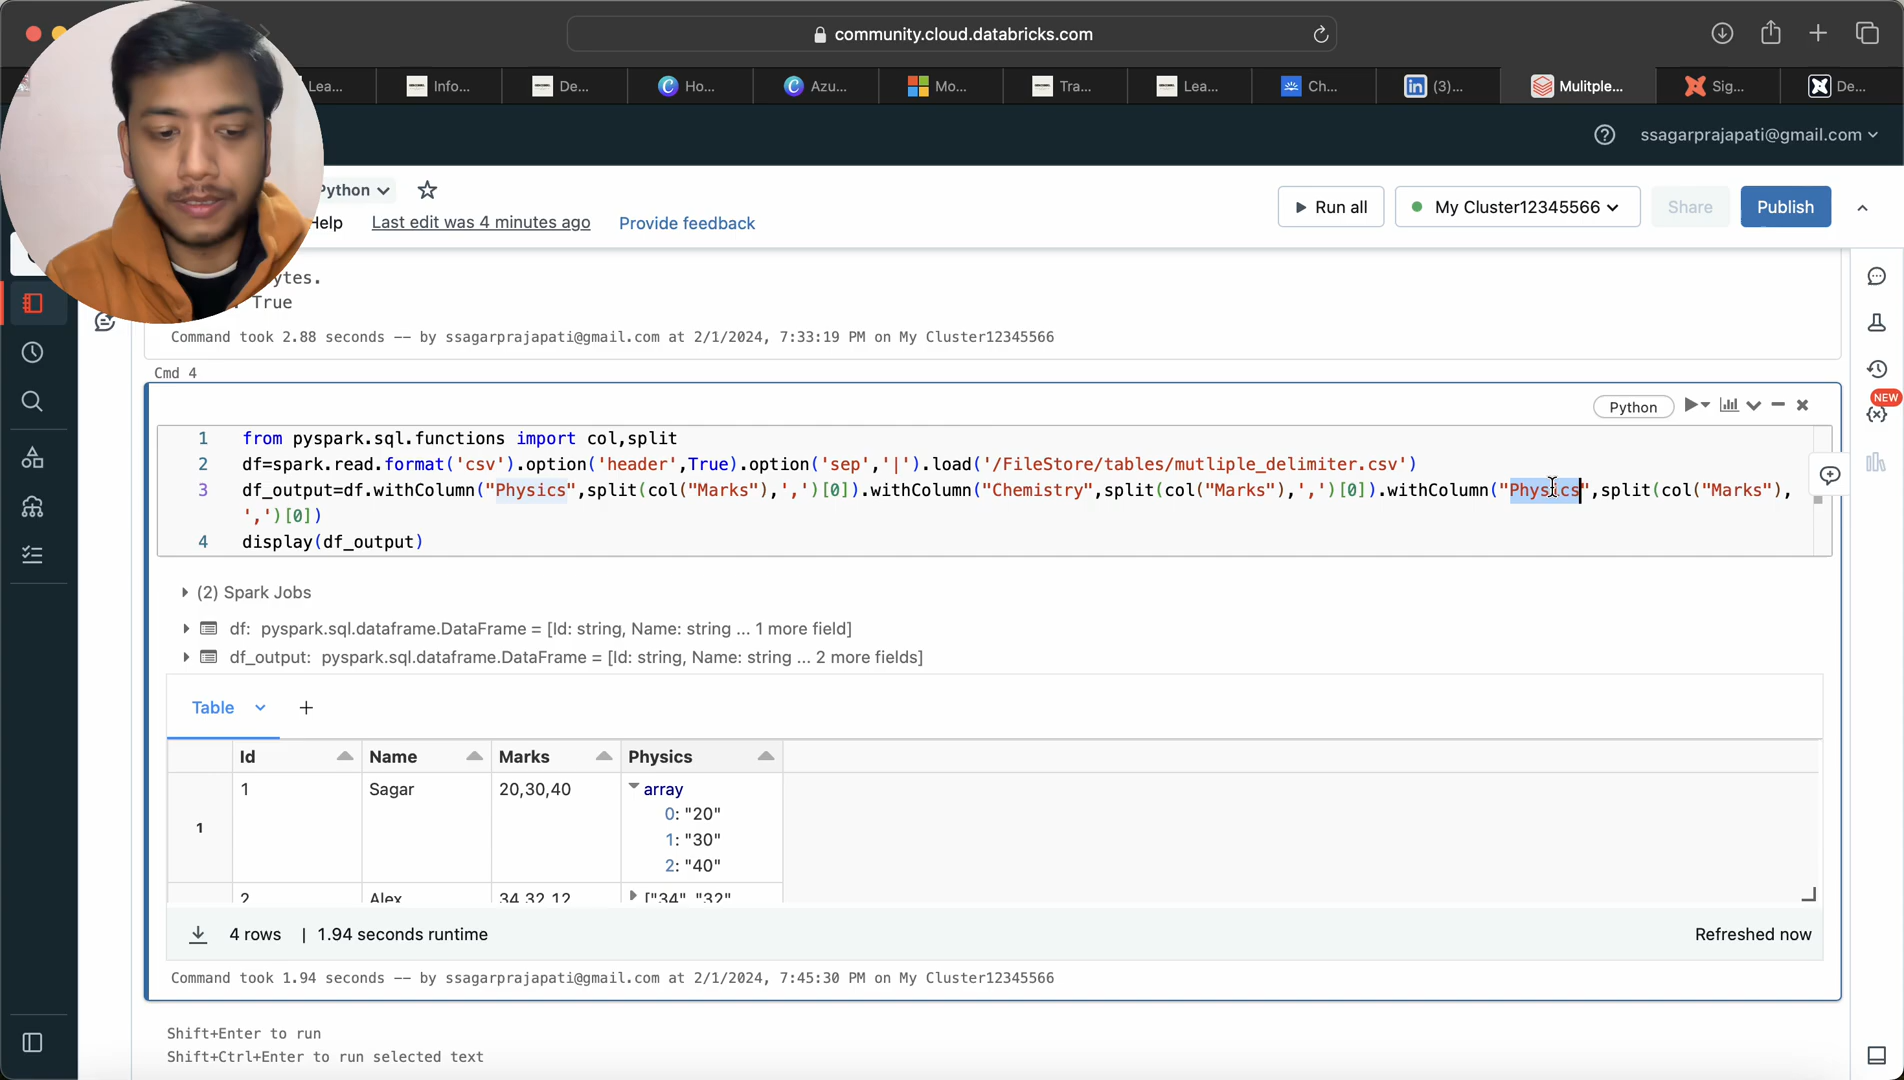 community.cloud.databricks.com
Lea...
Info...
De...
Ho...
Azu...
Mo...
Tra...
Lea...
Ch...
(3)...
Mulitple...
Sig...
De...
ssagarprajapati@gmail.com
Python
Run all
My Cluster12345566
Share
Publish
Help
Last edit was 4 minutes ago
Provide feedback
ytes.
True
Command took 2.88 seconds -- by ssagarprajapati@gmail.com at 2/1/2024, 7:33:19 PM on My Cluster12345566
Cmd 4
Python
NEW
1 from pyspark.sql.functions import col,split
2 df=spark.read.format('csv').option('header',True).option('sep','|').load('/FileStore/tables/mutliple_delimiter.csv')
3 df_output=df.withColumn("Physics",split(col("Marks"),',')[0]).withColumn("Chemistry",split(col("Marks"),',')[0]).withColumn("Physics",split(col("Marks"),
',')[0])
4 display(df_output)
(2) Spark Jobs
df: pyspark.sql.dataframe.DataFrame = [Id: string, Name: string ... 1 more field]
df_output: pyspark.sql.dataframe.DataFrame = [Id: string, Name: string ... 2 more fields]
Table
Id Name Marks Physics
1 1 Sagar 20,30,40 array
0: "20"
1: "30"
2: "40"
2 Alex 34,32,12 ["34", "32"
4 rows | 1.94 seconds runtime
Refreshed now
Command took 1.94 seconds -- by ssagarprajapati@gmail.com at 2/1/2024, 7:45:30 PM on My Cluster12345566
Shift+Enter to run
Shift+Ctrl+Enter to run selected text